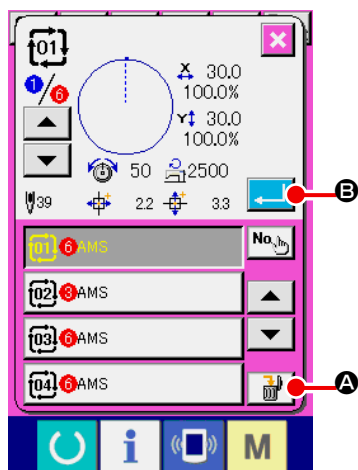 01
X 30.0
100.0%
1/6
Y 30.0
100.0%
50 2500
39 2.2 3.3
B
01 6 AMS
No.
02 3 AMS
03 6 AMS
04 6 AMS
A
i M